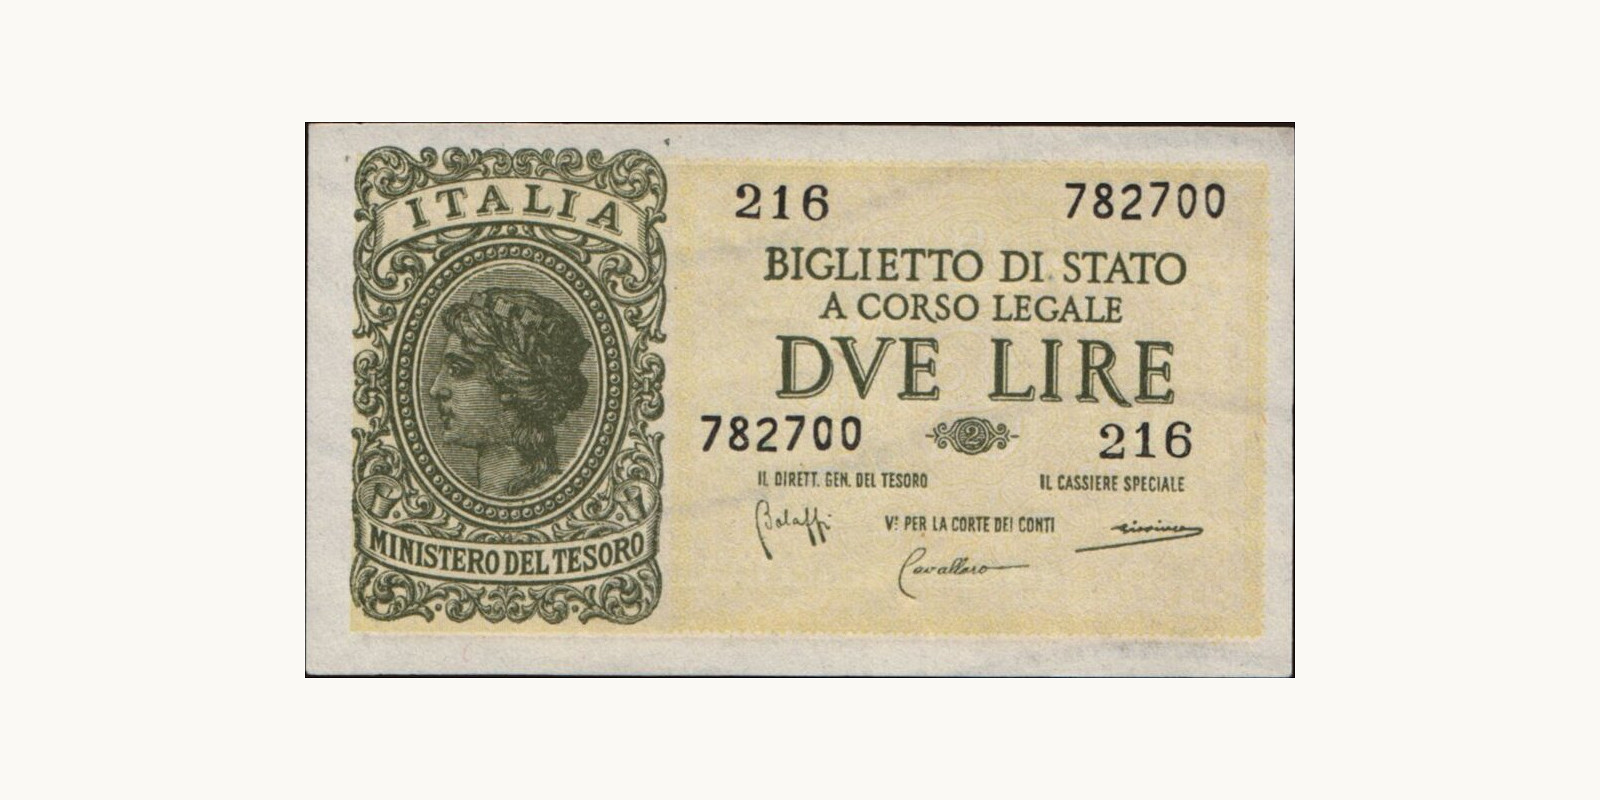 ITALIA
MINISTERO DEL TESORO
216 782700
BIGLIETTO DI STATO
A CORSO LEGALE
DVE LIRE
782700 2 216
IL DIRETT. GEN. DEL TESORO IL CASSIERE SPECIALE
Bolaffi Vº PER LA CORTE DEI CONTI
Cavallaro